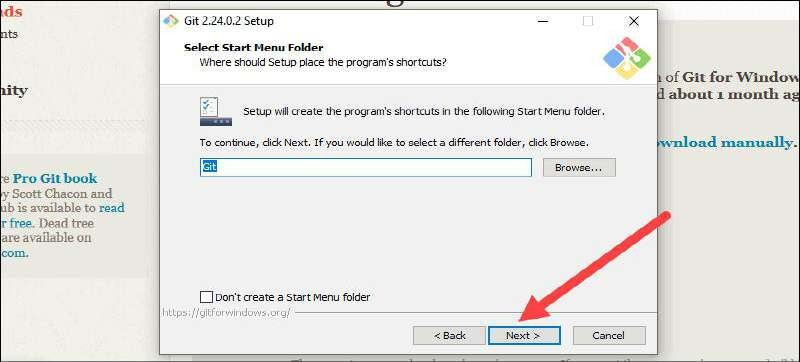 Git 2.24.0.2 Setup
Select Start Menu Folder
Where should Setup place the program's shortcuts?
Setup will create the program's shortcuts in the following Start Menu folder.
To continue, click Next. If you would like to select a different folder, click Browse.
Git
Browse...
Don't create a Start Menu folder
https://gitforwindows.org/
< Back
Next >
Cancel
nds
nts
nity
re Pro Git book
by Scott Chacon and
ub is available to read
r free. Dead tree
are available on
com.
n of Git for Window
d about 1 month ag
wnload manually.